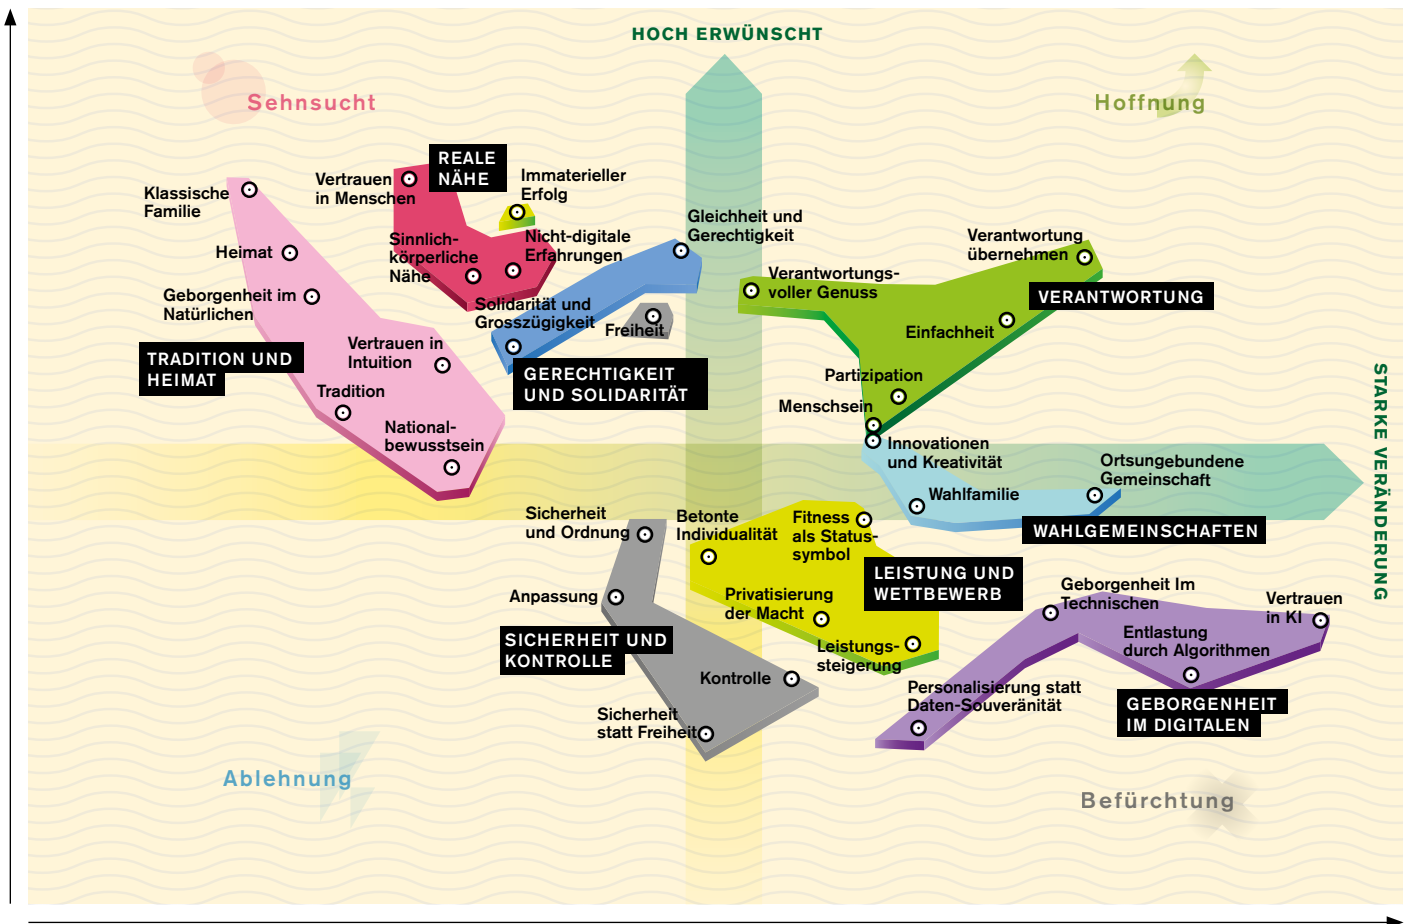 HOCH ERWÜNSCHT
Sehnsucht
Hoffnung
REALE
NÄHE
Vertrauen
in Menschen
Immaterieller
Erfolg
Klassische
Familie
Heimat
Geborgenheit im
Natürlichen
Sinnlich-
körperliche
Nähe
Nicht-digitale
Erfahrungen
Gleichheit und
Gerechtigkeit
Solidarität und
Grosszügigkeit
Freiheit
Verantwortungs-
voller Genuss
Verantwortung
übernehmen
VERANTWORTUNG
Einfachheit
TRADITION UND
HEIMAT
Vertrauen in
Intuition
Tradition
National-
bewusstsein
GERECHTIGKEIT
UND SOLIDARITÄT
Partizipation
Menschsein
Innovationen
und Kreativität
Wahlfamilie
Ortsungebundene
Gemeinschaft
WAHLGEMEINSCHAFTEN
STARKE VERÄNDERUNG
Sicherheit
und Ordnung
Betonte
Individualität
Fitness
als Status-
symbol
LEISTUNG UND
WETTBEWERB
Anpassung
Privatisierung
der Macht
Leistungs-
steigerung
SICHERHEIT UND
KONTROLLE
Kontrolle
Sicherheit
statt Freiheit
Geborgenheit Im
Technischen
Vertrauen
in KI
Entlastung
durch Algorithmen
Personalisierung statt
Daten-Souveränität
GEBORGENHEIT
IM DIGITALEN
Ablehnung
Befürchtung